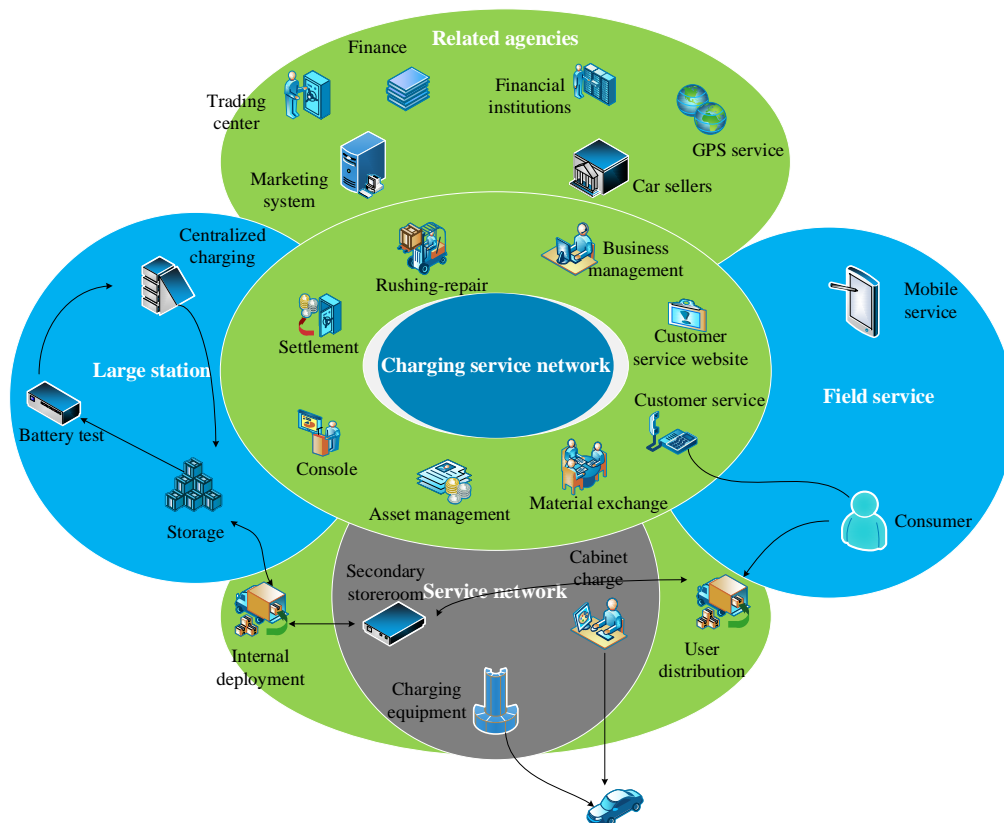 Related agencies
Finance
Trading
center
Financial
institutions
GPS service
Marketing
system
Car sellers
Centralized
charging
Rushing-repair
Business
management
Mobile
service
Settlement
Customer
service website
Large station
Charging service network
Field service
Battery test
Customer service
Console
Asset management
Material exchange
Storage
Consumer
Secondary
storeroom
Cabinet
charge
Service network
Internal
deployment
User
distribution
Charging
equipment